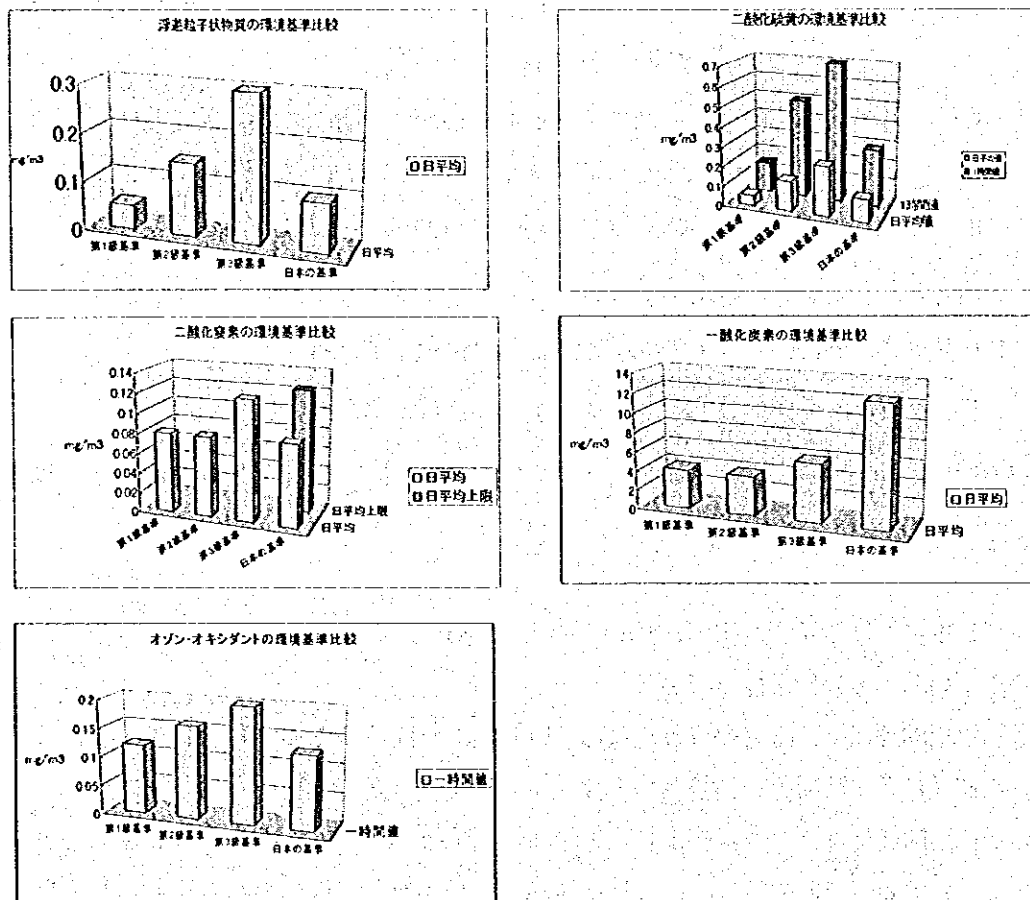 浮遊粒子状物質の環境基準比較
0.3
0.2
0.1
0
mg/m3
第1級基準
第2級基準
第3級基準
日本の基準
日平均
日平均
二酸化硫黄の環境基準比較
0.7
0.6
0.5
0.4
0.3
0.2
0.1
0
mg/m3
第1級基準
第2級基準
第3級基準
日本の基準
日平均値
日平均値
1時間値
二酸化窒素の環境基準比較
0.14
0.12
0.1
0.08
0.06
0.04
0.02
0
mg/m3
第1級基準
第2級基準
第3級基準
日本の基準
日平均上限
日平均
日平均
日平均上限
一酸化炭素の環境基準比較
14
12
10
8
6
4
2
0
mg/m3
第1級基準
第2級基準
第3級基準
日本の基準
日平均
日平均
オゾン・オキシダントの環境基準比較
0.2
0.15
0.1
0.05
0
mg/m3
第1級基準
第2級基準
第3級基準
日本の基準
一時間値
一時間値